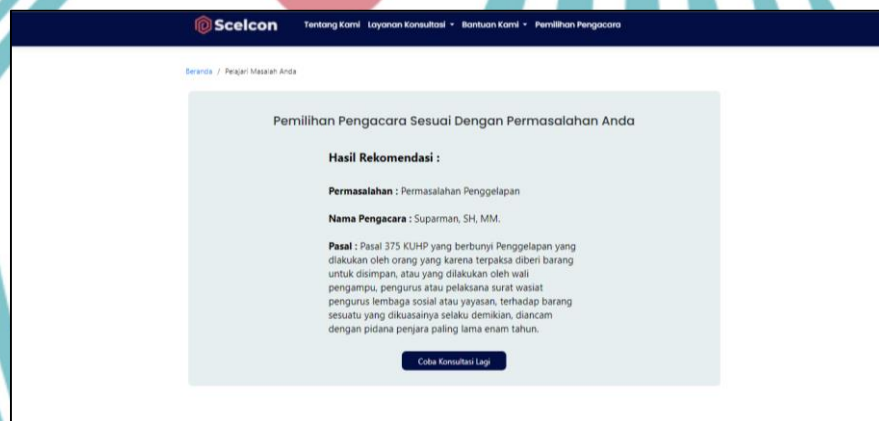 Scelcon Tentang Kami Layanan Konsultasi Bantuan Kami Pemilihan Pengacara
Beranda / Pelajari Masalah Anda
Pemilihan Pengacara Sesuai Dengan Permasalahan Anda
Hasil Rekomendasi :
Permasalahan : Permasalahan Penggelapan
Nama Pengacara : Suparman, SH, MM.
Pasal : Pasal 375 KUHP yang berbunyi Penggelapan yang
dlakukan oleh orang yang karena terpaksa diberi barang
untuk disimpan, atau yang dilakukan oleh wali
pengampu, pengurus atau pelaksana surat wasiat
pengurus lembaga sosial atau yayasan, terhadap barang
sesuatu yang dikuasainya selaku demikian, diancam
dengan pidana penjara paling lama enam tahun.
Coba Konsultasi Lagi